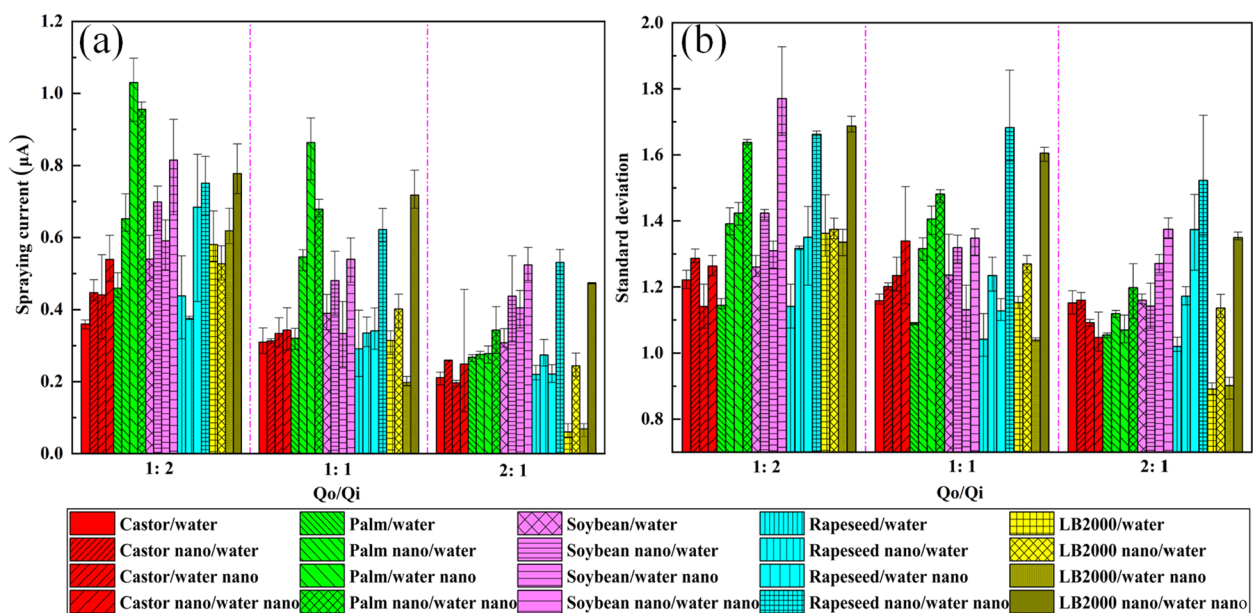 (a)
1.2
1.0
0.8
0.6
0.4
0.2
0.0
Spraying current (μA)
1: 2
1: 1
2: 1
Qo/Qi
(b)
2.0
1.8
1.6
1.4
1.2
1.0
0.8
Standard deviation
1: 2
1: 1
2: 1
Qo/Qi
Castor/water
Castor nano/water
Castor/water nano
Castor nano/water nano
Palm/water
Palm nano/water
Palm/water nano
Palm nano/water nano
Soybean/water
Soybean nano/water
Soybean/water nano
Soybean nano/water nano
Rapeseed/water
Rapeseed nano/water
Rapeseed/water nano
Rapeseed nano/water nano
LB2000/water
LB2000 nano/water
LB2000/water nano
LB2000 nano/water nano